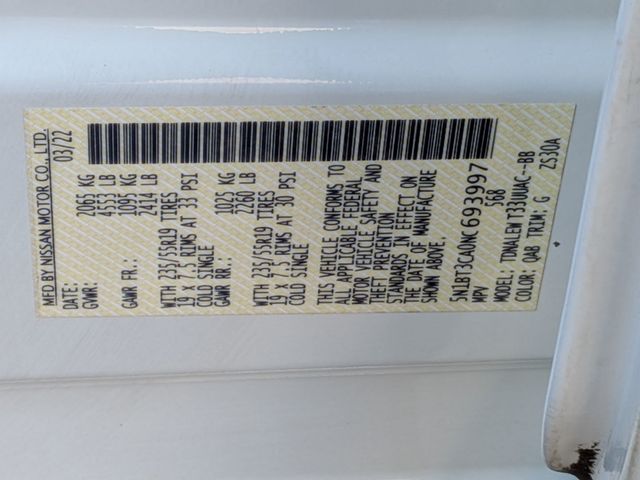 MFD BY NISSAN MOTOR CO., LTD.
DATE: 03/22
GVWR: 2065 KG
4553 LB
GAWR FR.: 1095 KG
2414 LB
WITH 235/55R19 TIRES
19 X 7.5 RIMS AT 33 PSI
COLD SINGLE
GAWR RR.: 1025 KG
2260 LB
WITH 235/55R19 TIRES
19 X 7.5 RIMS AT 30 PSI
COLD SINGLE
THIS VEHICLE CONFORMS TO
ALL APPLICABLE FEDERAL
MOTOR VEHICLE SAFETY AND
THEFT PREVENTION
STANDARDS IN EFFECT ON
THE DATE OF MANUFACTURE
SHOWN ABOVE.
5N1BT3CA0NC693997
MPV 568
MODEL: TDMALEW T33UUAC--BB
COLOR: QAB TRIM: G ZS30A